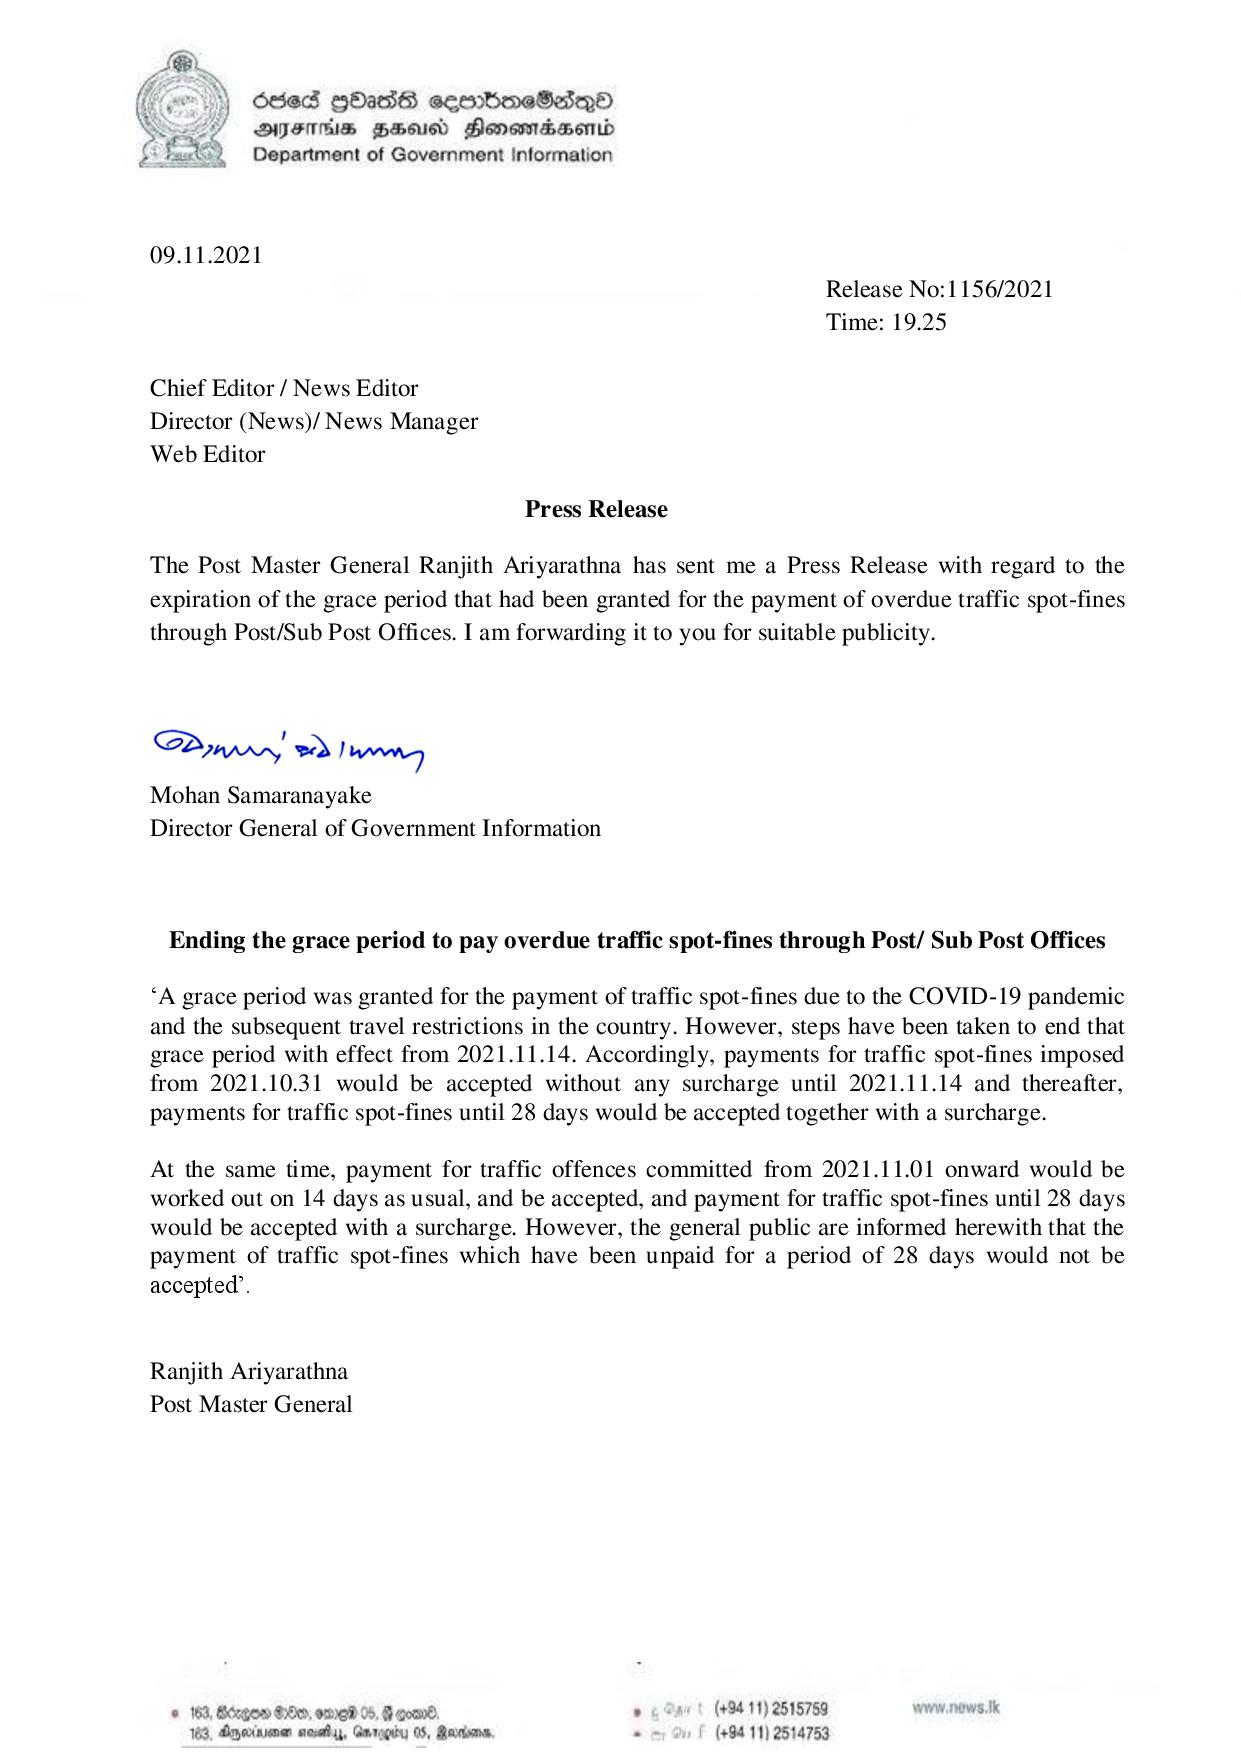 රජයේ ප්‍රවෘත්ති දෙපාර්තමේන්තුව
அரசாங்க தகவல் திணைக்களம்
Department of Government Information
09.11.2021
Release No:1156/2021
Time: 19.25
Chief Editor / News Editor
Director (News)/ News Manager
Web Editor
Press Release
The Post Master General Ranjith Ariyarathna has sent me a Press Release with regard to the
expiration of the grace period that had been granted for the payment of overdue traffic spot-fines
through Post/Sub Post Offices. I am forwarding it to you for suitable publicity.
Mohan Samaranayake
Director General of Government Information
Ending the grace period to pay overdue traffic spot-fines through Post/ Sub Post Offices
‘A grace period was granted for the payment of traffic spot-fines due to the COVID-19 pandemic
and the subsequent travel restrictions in the country. However, steps have been taken to end that
grace period with effect from 2021.11.14. Accordingly, payments for traffic spot-fines imposed
from 2021.10.31 would be accepted without any surcharge until 2021.11.14 and thereafter,
payments for traffic spot-fines until 28 days would be accepted together with a surcharge.
At the same time, payment for traffic offences committed from 2021.11.01 onward would be
worked out on 14 days as usual, and be accepted, and payment for traffic spot-fines until 28 days
would be accepted with a surcharge. However, the general public are informed herewith that the
payment of traffic spot-fines which have been unpaid for a period of 28 days would not be
accepted’.
Ranjith Ariyarathna
Post Master General
163, කිරුලපන මාවත, කොළඹ 05, ශ්‍රී ලංකාව.
163, கிருலப்பனை எவனியூ, கொழும்பு 05, இலங்கை.
(+94 11) 2515759
(+94 11) 2514753
www.news.lk